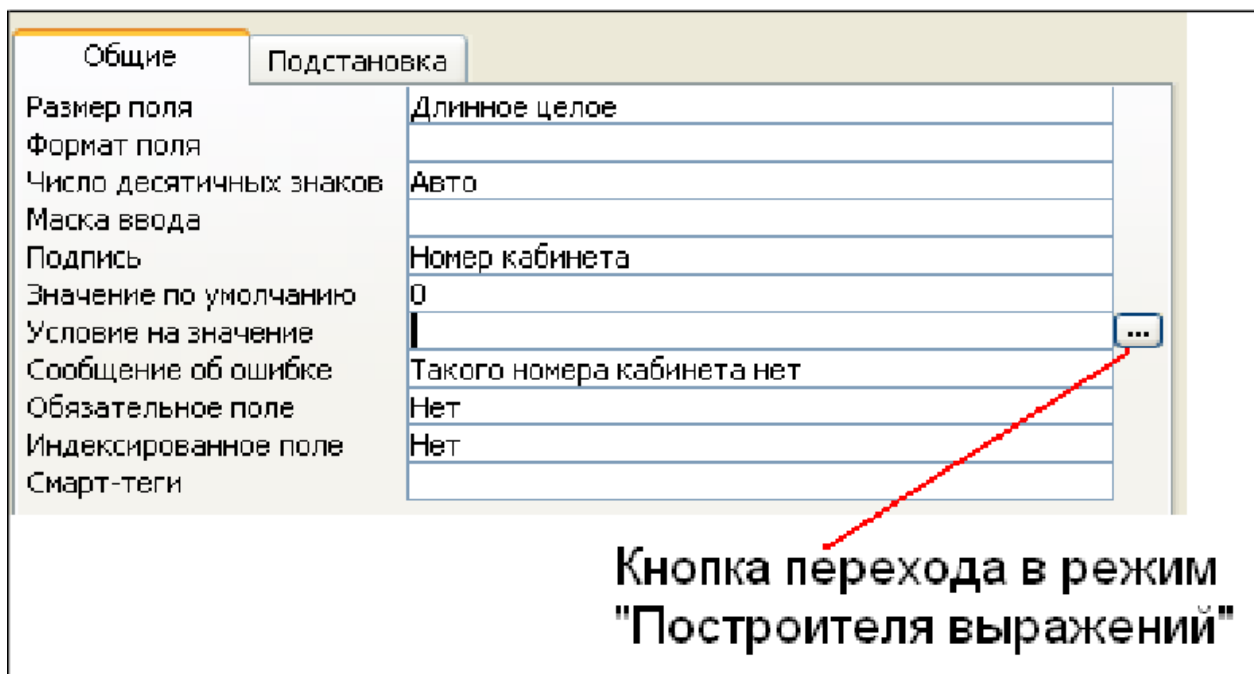 Общие Подстановка
Размер поля Длинное целое
Формат поля
Число десятичных знаков Авто
Маска ввода
Подпись Номер кабинета
Значение по умолчанию 0
Условие на значение ...
Сообщение об ошибке Такого номера кабинета нет
Обязательное поле Нет
Индексированное поле Нет
Смарт-теги
Кнопка перехода в режим
"Построителя выражений"